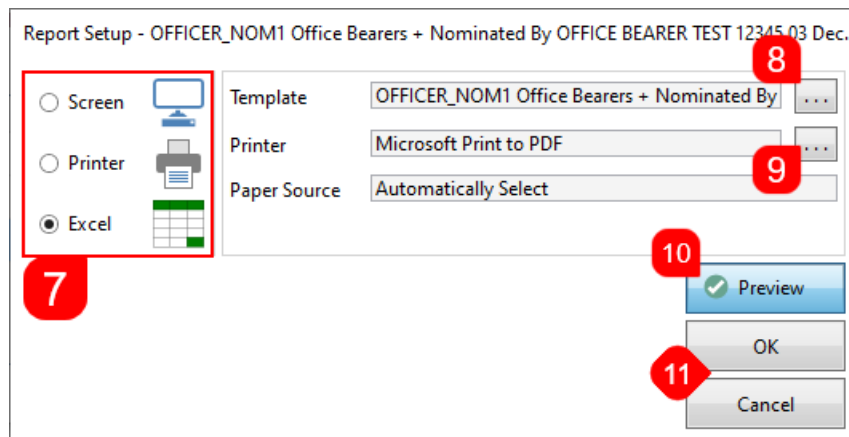 Report Setup - OFFICER_NOM1 Office Bearers + Nominated By OFFICE BEARER TEST 12345 03 Dec.
8
Screen
Template
OFFICER_NOM1 Office Bearers + Nominated By
...
Printer
Printer
Microsoft Print to PDF
...
9
Paper Source
Automatically Select
Excel
7
10
Preview
OK
11
Cancel